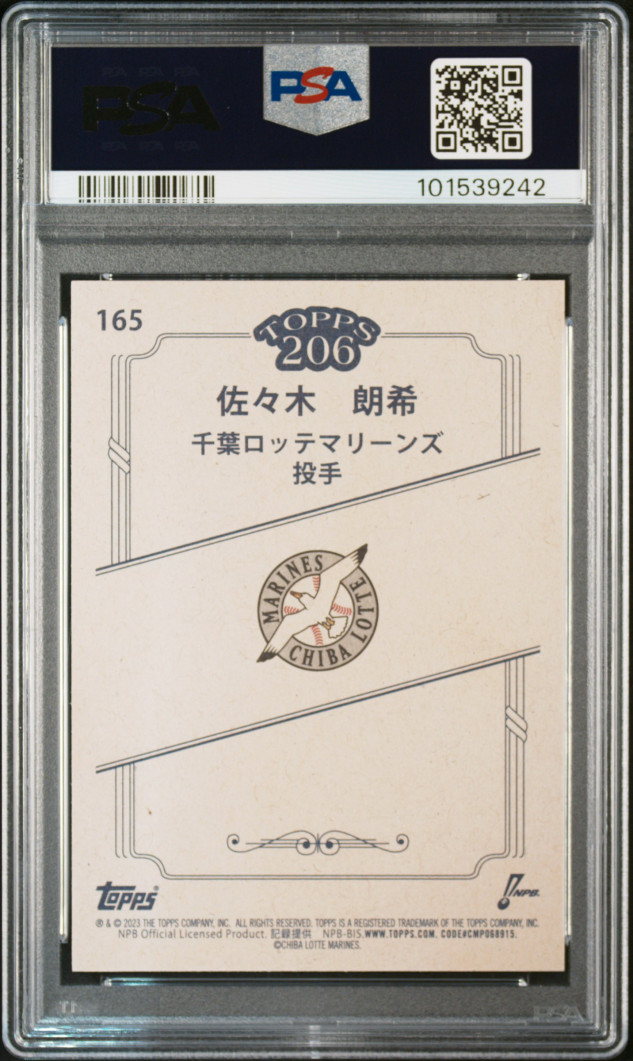 PSA
PSA
101539242
165
TOPPS
206
佐々木　朗希
千葉ロッテマリーンズ
投手
MARINES
CHIBA LOTTE
topps®
NPB.
® & © 2023 THE TOPPS COMPANY, INC. ALL RIGHTS RESERVED. TOPPS IS A REGISTERED TRADEMARK OF THE TOPPS COMPANY, INC.
NPB Official Licensed Product. 記録提供 NPB-BIS. WWW.TOPPS.COM. CODE#CMP068915.
©CHIBA LOTTE MARINES.
PSA